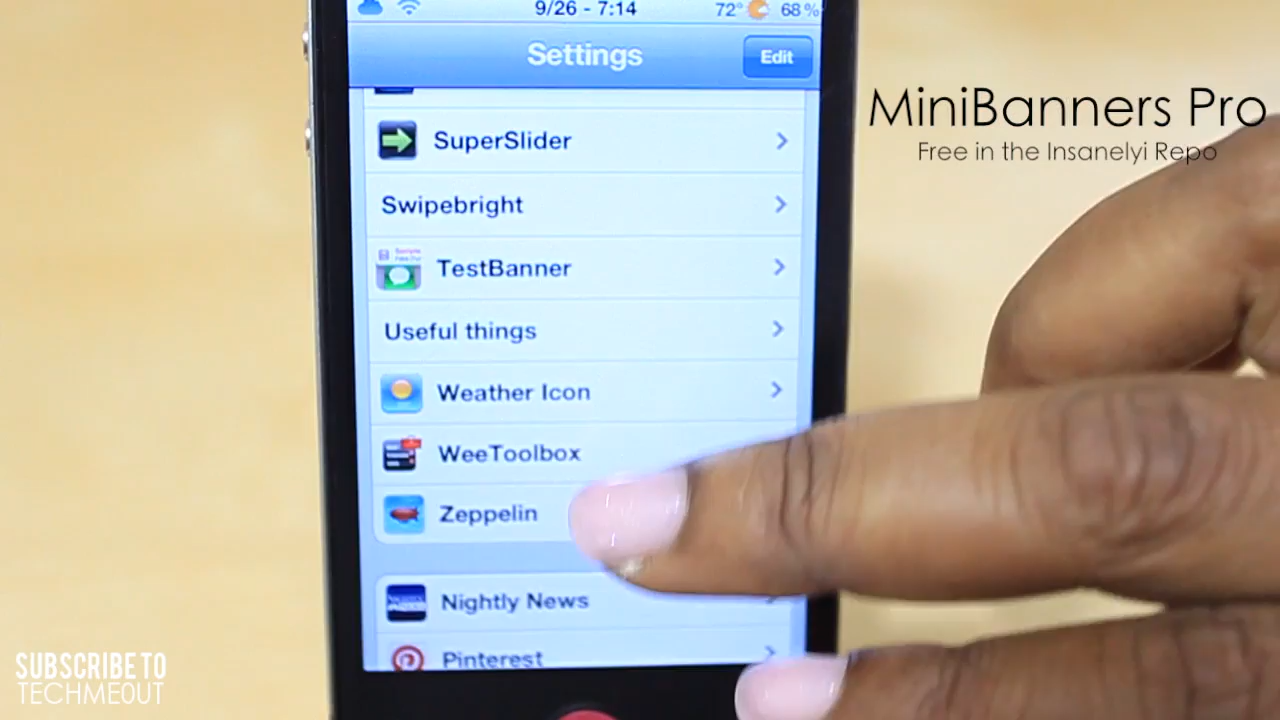 9/26 - 7:14
72°
68%
Settings
Edit
MiniBanners Pro
Free in the Insanelyi Repo
SuperSlider
Swipebright
TestBanner
Useful things
Weather Icon
WeeToolbox
Zeppelin
Nightly News
Pinterest
SUBSCRIBE TO
TECHMEOUT